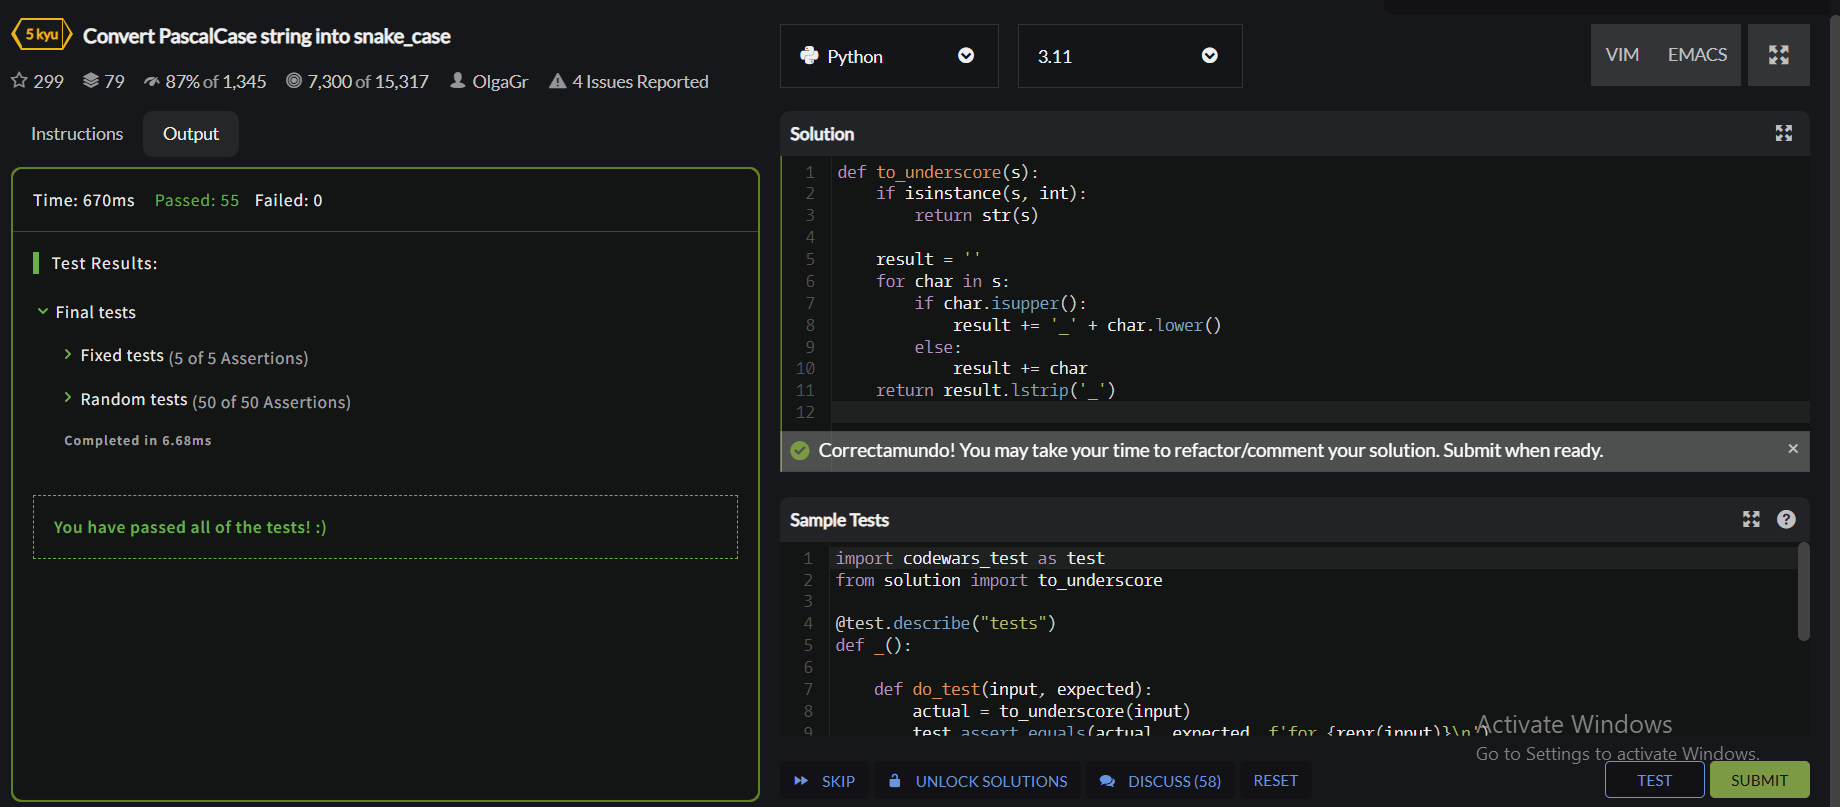 5 kyu Convert PascalCase string into snake_case
299 79 87% of 1,345 7,300 of 15,317 OlgaGr 4 Issues Reported
Instructions Output
Time: 670ms Passed: 55 Failed: 0
Test Results:
Final tests
Fixed tests (5 of 5 Assertions)
Random tests (50 of 50 Assertions)
Completed in 6.68ms
You have passed all of the tests! :)
Python 3.11 VIM EMACS
Solution
1 def to_underscore(s):
2     if isinstance(s, int):
3         return str(s)
4
5     result = ''
6     for char in s:
7         if char.isupper():
8             result += '_' + char.lower()
9         else:
10             result += char
11     return result.lstrip('_')
12
Correctamundo! You may take your time to refactor/comment your solution. Submit when ready. ×
Sample Tests ?
1 import codewars_test as test
2 from solution import to_underscore
3
4 @test.describe("tests")
5 def _():
6
7     def do_test(input, expected):
8         actual = to_underscore(input)
9         test.assert_equals(actual, expected, f'for {repr(input)}\n')
Activate Windows
Go to Settings to activate Windows.
SKIP UNLOCK SOLUTIONS DISCUSS (58) RESET TEST SUBMIT